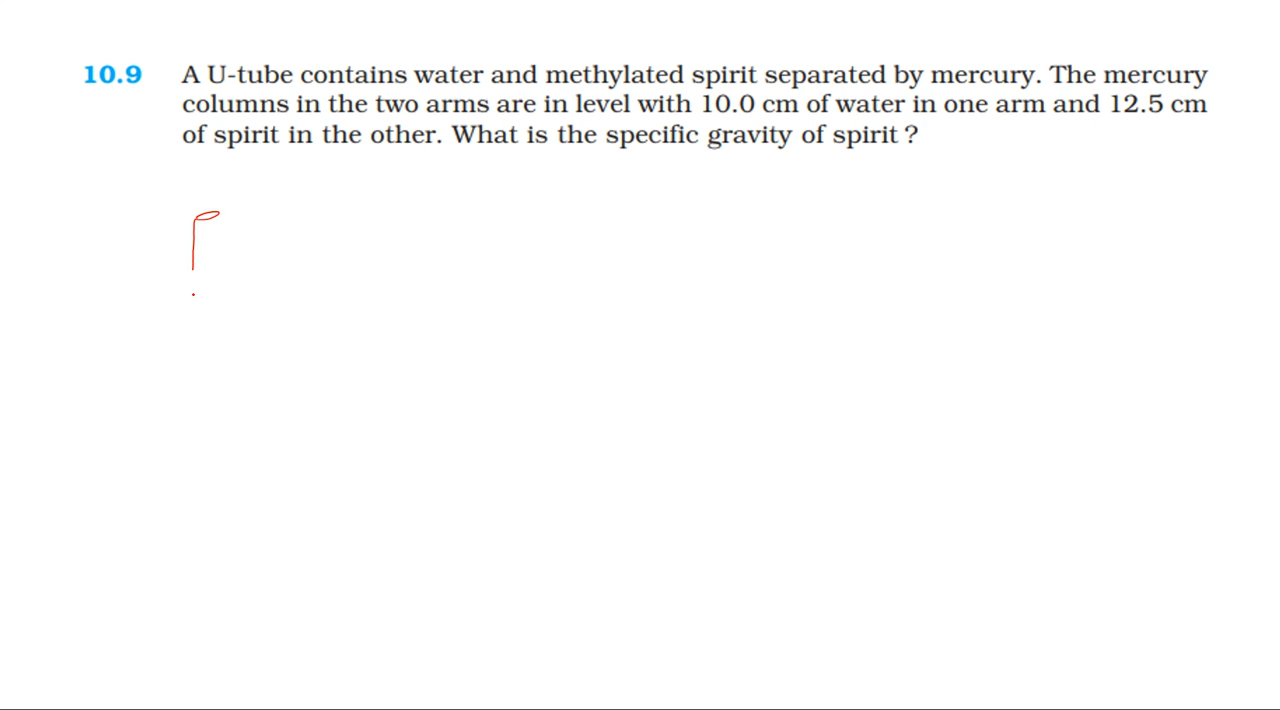 10.9 A U-tube contains water and methylated spirit separated by mercury. The mercury
columns in the two arms are in level with 10.0 cm of water in one arm and 12.5 cm
of spirit in the other. What is the specific gravity of spirit ?